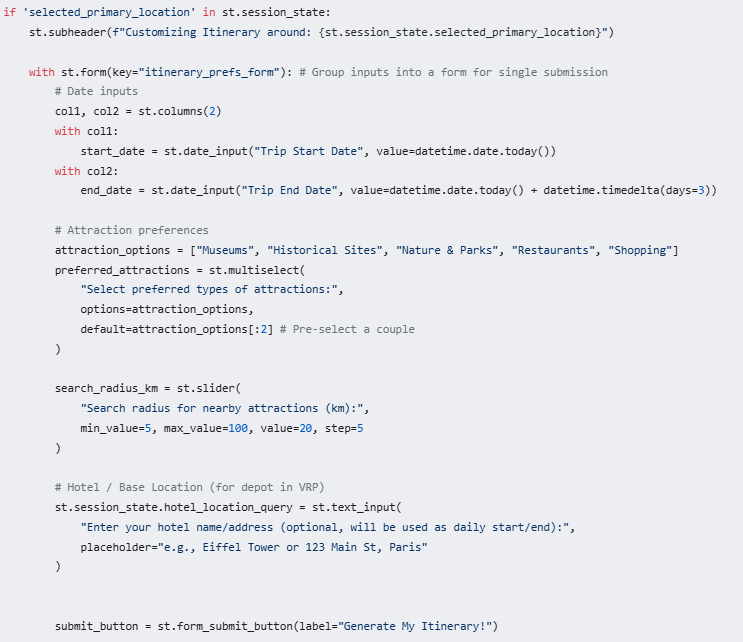 if 'selected_primary_location' in st.session_state:
    st.subheader(f"Customizing Itinerary around: {st.session_state.selected_primary_location}")

    with st.form(key="itinerary_prefs_form"): # Group inputs into a form for single submission
        # Date inputs
        col1, col2 = st.columns(2)
        with col1:
            start_date = st.date_input("Trip Start Date", value=datetime.date.today())
        with col2:
            end_date = st.date_input("Trip End Date", value=datetime.date.today() + datetime.timedelta(days=3))

        # Attraction preferences
        attraction_options = ["Museums", "Historical Sites", "Nature & Parks", "Restaurants", "Shopping"]
        preferred_attractions = st.multiselect(
            "Select preferred types of attractions:",
            options=attraction_options,
            default=attraction_options[:2] # Pre-select a couple
        )

        search_radius_km = st.slider(
            "Search radius for nearby attractions (km):",
            min_value=5, max_value=100, value=20, step=5
        )

        # Hotel / Base Location (for depot in VRP)
        st.session_state.hotel_location_query = st.text_input(
            "Enter your hotel name/address (optional, will be used as daily start/end):",
            placeholder="e.g., Eiffel Tower or 123 Main St, Paris"
        )


        submit_button = st.form_submit_button(label="Generate My Itinerary!")